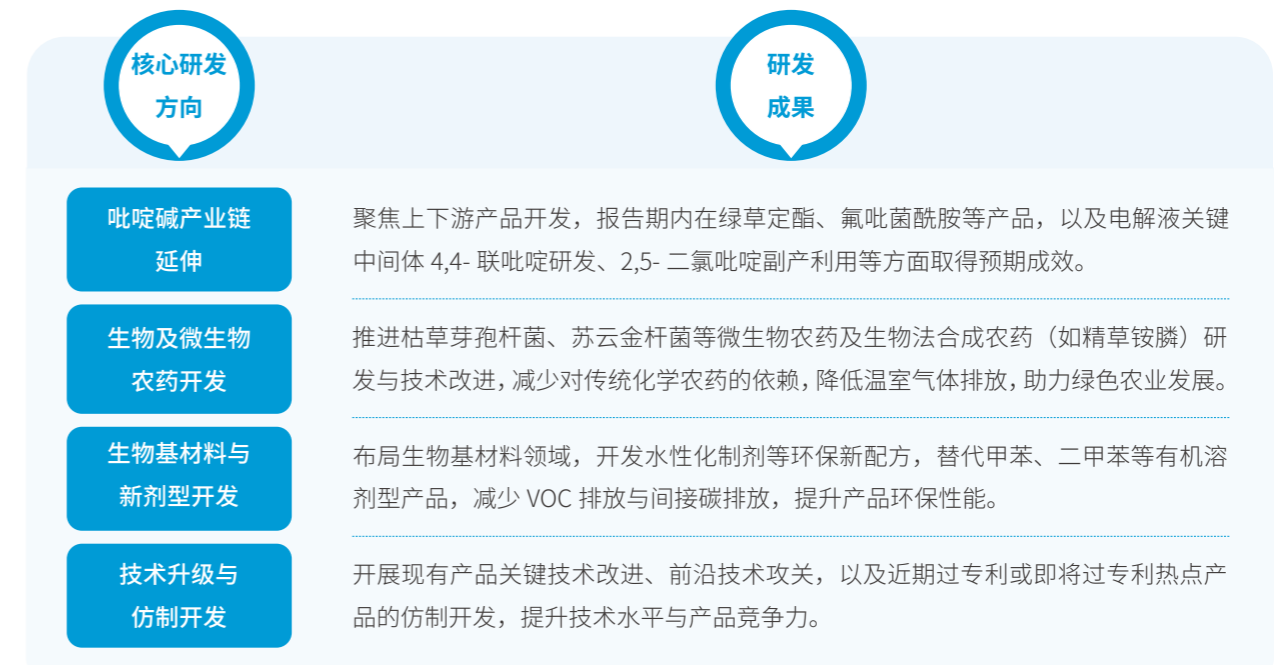 核心研发
方向
研发
成果
吡啶碱产业链
延伸
聚焦上下游产品开发，报告期内在绿草定酯、氟吡菌酰胺等产品，以及电解液关键
中间体 4,4- 联吡啶研发、2,5- 二氯吡啶副产利用等方面取得预期成效。
生物及微生物
农药开发
推进枯草芽孢杆菌、苏云金杆菌等微生物农药及生物法合成农药（如精草铵膦）研
发与技术改进，减少对传统化学农药的依赖，降低温室气体排放，助力绿色农业发展。
生物基材料与
新剂型开发
布局生物基材料领域，开发水性化制剂等环保新配方，替代甲苯、二甲苯等有机溶
剂型产品，减少 VOC 排放与间接碳排放，提升产品环保性能。
技术升级与
仿制开发
开展现有产品关键技术改进、前沿技术攻关，以及近期过专利或即将过专利热点产
品的仿制开发，提升技术水平与产品竞争力。